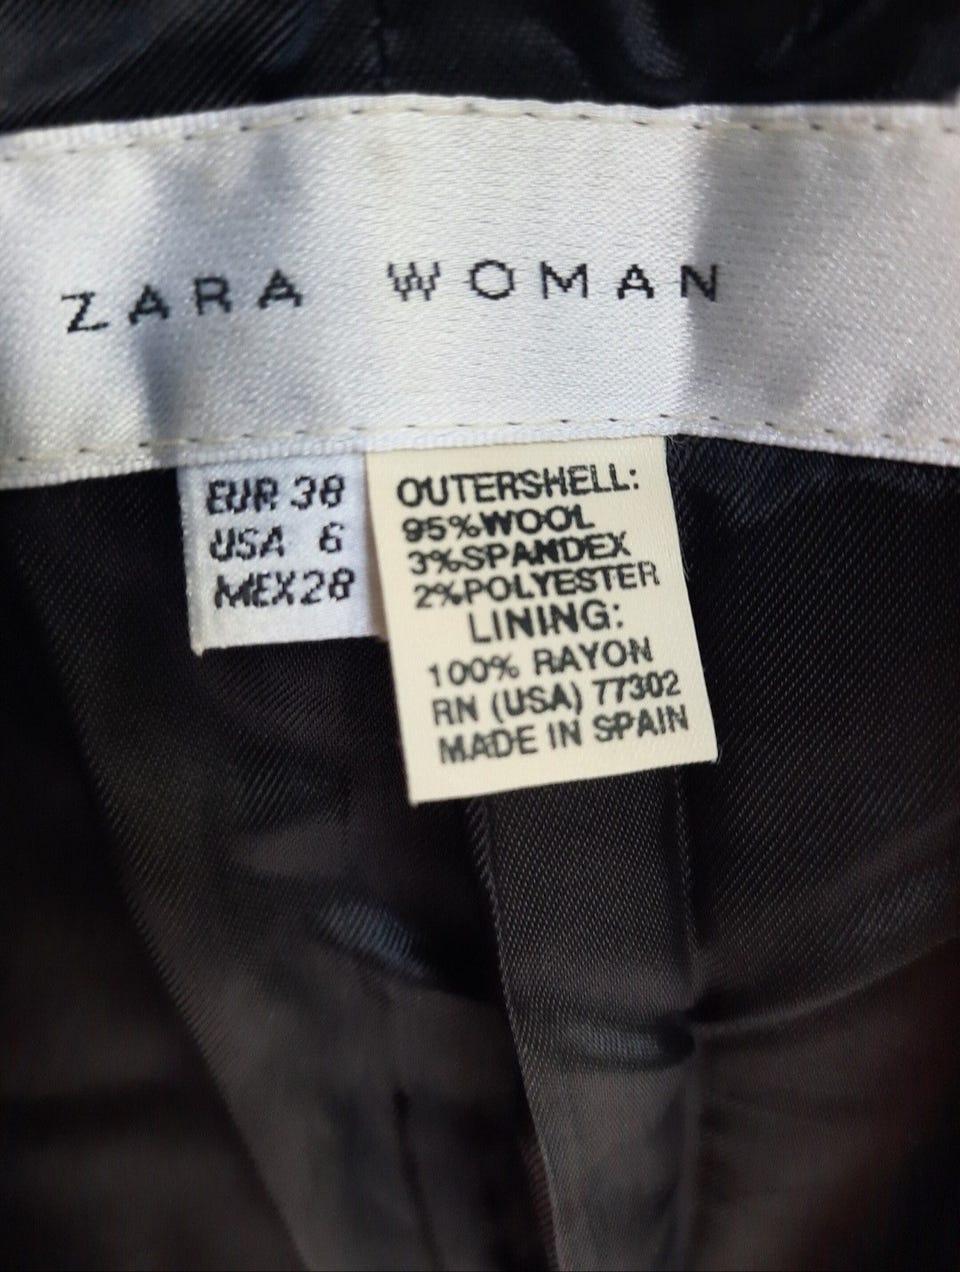 ZARA WOMAN
EUR 38
USA 6
MEX 28
OUTERSHELL:
95%WOOL
3%SPANDEX
2%POLYESTER
LINING:
100% RAYON
RN (USA) 77302
MADE IN SPAIN